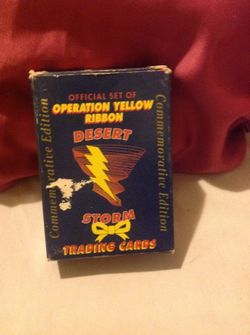 OFFICIAL SET OF
OPERATION YELLOW
RIBBON
DESERT
STORM
TRADING CARDS
Commemorative Edition
Commemorative Edition